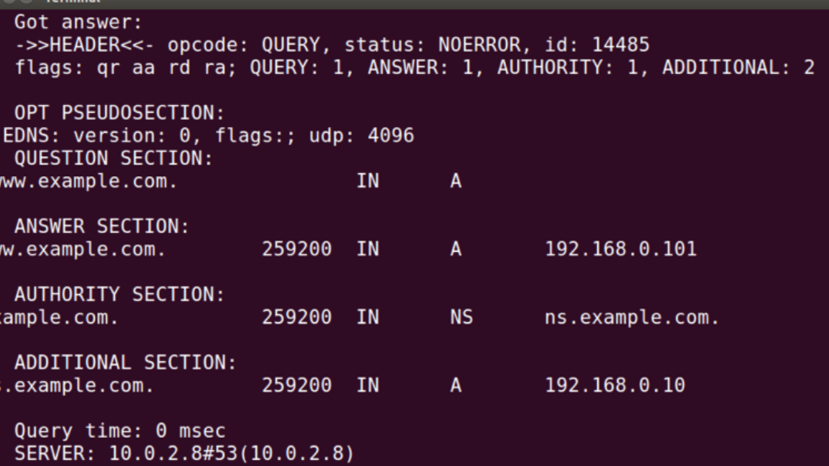 Got answer:
->>HEADER<<- opcode: QUERY, status: NOERROR, id: 14485
flags: qr aa rd ra; QUERY: 1, ANSWER: 1, AUTHORITY: 1, ADDITIONAL: 2
OPT PSEUDOSECTION:
EDNS: version: 0, flags:; udp: 4096
QUESTION SECTION:
www.example.com. IN A
ANSWER SECTION:
w.example.com. 259200 IN A 192.168.0.101
AUTHORITY SECTION:
ample.com. 259200 IN NS ns.example.com.
ADDITIONAL SECTION:
.example.com. 259200 IN A 192.168.0.10
Query time: 0 msec
SERVER: 10.0.2.8#53(10.0.2.8)